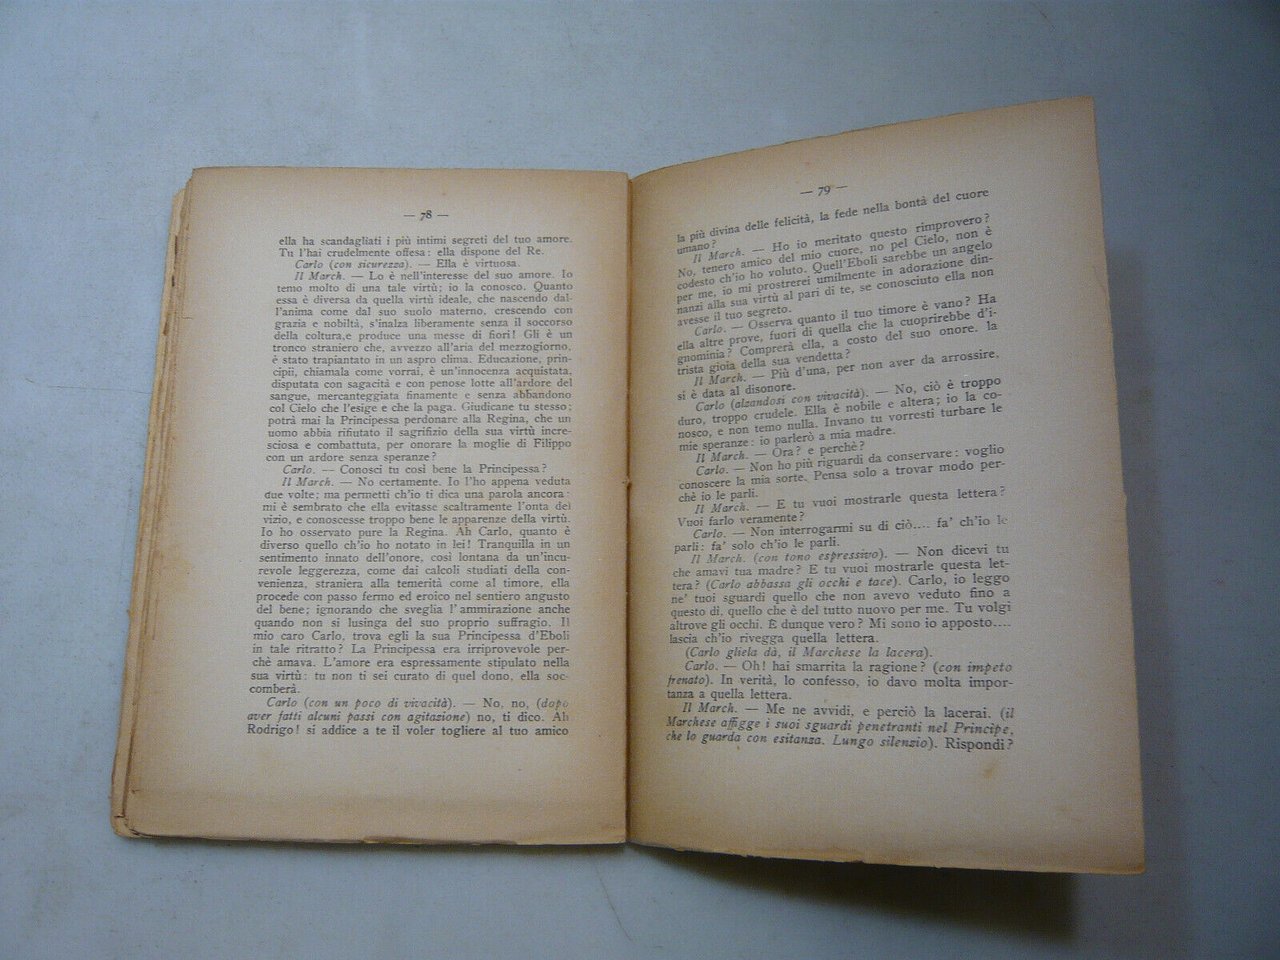 — 78 —
ella ha scandagliati i più intimi segreti del tuo amore.
Tu l'hai crudelmente offesa: ella dispone del Re.
Carlo (con sicurezza). — Ella è virtuosa.
Il March. — Lo è nell'interesse del suo amore. Io
temo molto di una tale virtù; io la conosco. Quanto
essa è diversa da quella virtù ideale, che nascendo dal-
l'anima come dal suo suolo materno, crescendo con
grazia e nobiltà, s'inalza liberamente senza il soccorso
della coltura,e produce una messe di fiori! Gli è un
tronco straniero che, avvezzo all'aria del mezzogiorno,
è stato trapiantato in un aspro clima. Educazione, prin-
cipii, chiamala come vorrai, è un'innocenza acquistata,
disputata con sagacità e con penose lotte all'ardore del
sangue, mercanteggiata finamente e senza abbandono
col Cielo che l'esige e che la paga. Giudicane tu stesso:
potrà mai la Principessa perdonare alla Regina, che un
uomo abbia rifiutato il sagrifizio della sua virtù incre-
sciosa e combattuta, per onorare la moglie di Filippo
con un ardore senza speranze?
Carlo. — Conosci tu così bene la Principessa?
Il March. — No certamente. Io l'ho appena veduta
due volte; ma permetti ch'io ti dica una parola ancora:
mi è sembrato che ella evitasse scaltramente l'onta del
vizio, e conoscesse troppo bene le apparenze della virtù.
Io ho osservato pure la Regina. Ah Carlo, quanto è
diverso quello ch'io ho notato in lei! Tranquilla in un
sentimento innato dell'onore, così lontana da un'incu-
revole leggerezza, come dai calcoli studiati della con-
venienza, straniera alla temerità come al timore, ella
procede con passo fermo ed eroico nel sentiero angusto
del bene; ignorando che sveglia l'ammirazione anche
quando non si lusinga del suo proprio suffragio. Il
mio caro Carlo, trova egli la sua Principessa d'Eboli
in tale ritratto? La Principessa era irriprovevole per-
chè amava. L'amore era espressamente stipulato nella
sua virtù: tu non ti sei curato di quel dono, ella soc-
comberà.
Carlo (con un poco di vivacità). — No, no, (dopo
aver fatti alcuni passi con agitazione) no, ti dico. Ah
Rodrigo! si addice a te il voler togliere al tuo amico
— 79 —
la più divina delle felicità, la fede nella bontà del cuore
umano?
Il March. — Ho io meritato questo rimprovero?
No, tenero amico del mio cuore, no pel Cielo, non è
codesto ch'io ho voluto. Quell'Eboli sarebbe un angelo
per me, io mi prostrerei umilmente in adorazione din-
nanzi alla sua virtù al pari di te, se conosciuto ella non
avesse il tuo segreto.
Carlo. — Osserva quanto il tuo timore è vano? Ha
ella altre prove, fuori di quella che la cuoprirebbe d'i-
gnominia? Comprerà ella, a costo del suo onore, la
trista gioia della sua vendetta?
Il March. — Più d'una, per non aver da arrossire,
si è data al disonore.
Carlo (alzandosi con vivacità). — No, ciò è troppo
duro, troppo crudele. Ella è nobile e altera; io la co-
nosco, e non temo nulla. Invano tu vorresti turbare le
mie speranze: io parlerò a mia madre.
Il March. — Ora? e perchè?
Carlo. — Non ho più riguardi da conservare: voglio
conoscere la mia sorte. Pensa solo a trovar modo per-
chè io le parli.
Il March. — E tu vuoi mostrarle questa lettera?
Vuoi farlo veramente?
Carlo. — Non interrogarmi su di ciò.... fa' ch'io le
parli: fa' solo ch'io le parli.
Il March. (con tono espressivo). — Non dicevi tu
che amavi tua madre? E tu vuoi mostrarle questa let-
tera? (Carlo abbassa gli occhi e tace). Carlo, io leggo
ne' tuoi sguardi quello che non avevo veduto fino a
questo dì, quello che è del tutto nuovo per me. Tu volgi
altrove gli occhi. È dunque vero? Mi sono io apposto....
lascia ch'io rivegga quella lettera.
(Carlo gliela dà, il Marchese la lacera).
Carlo. — Oh! hai smarrita la ragione? (con impeto
frenato). In verità, lo confesso, io davo molta impor-
tanza a quella lettera.
Il March. — Me ne avvidi, e perciò la lacerai. (il
Marchese affigge i suoi sguardi penetranti nel Principe,
che lo guarda con esitanza. Lungo silenzio). Rispondi?